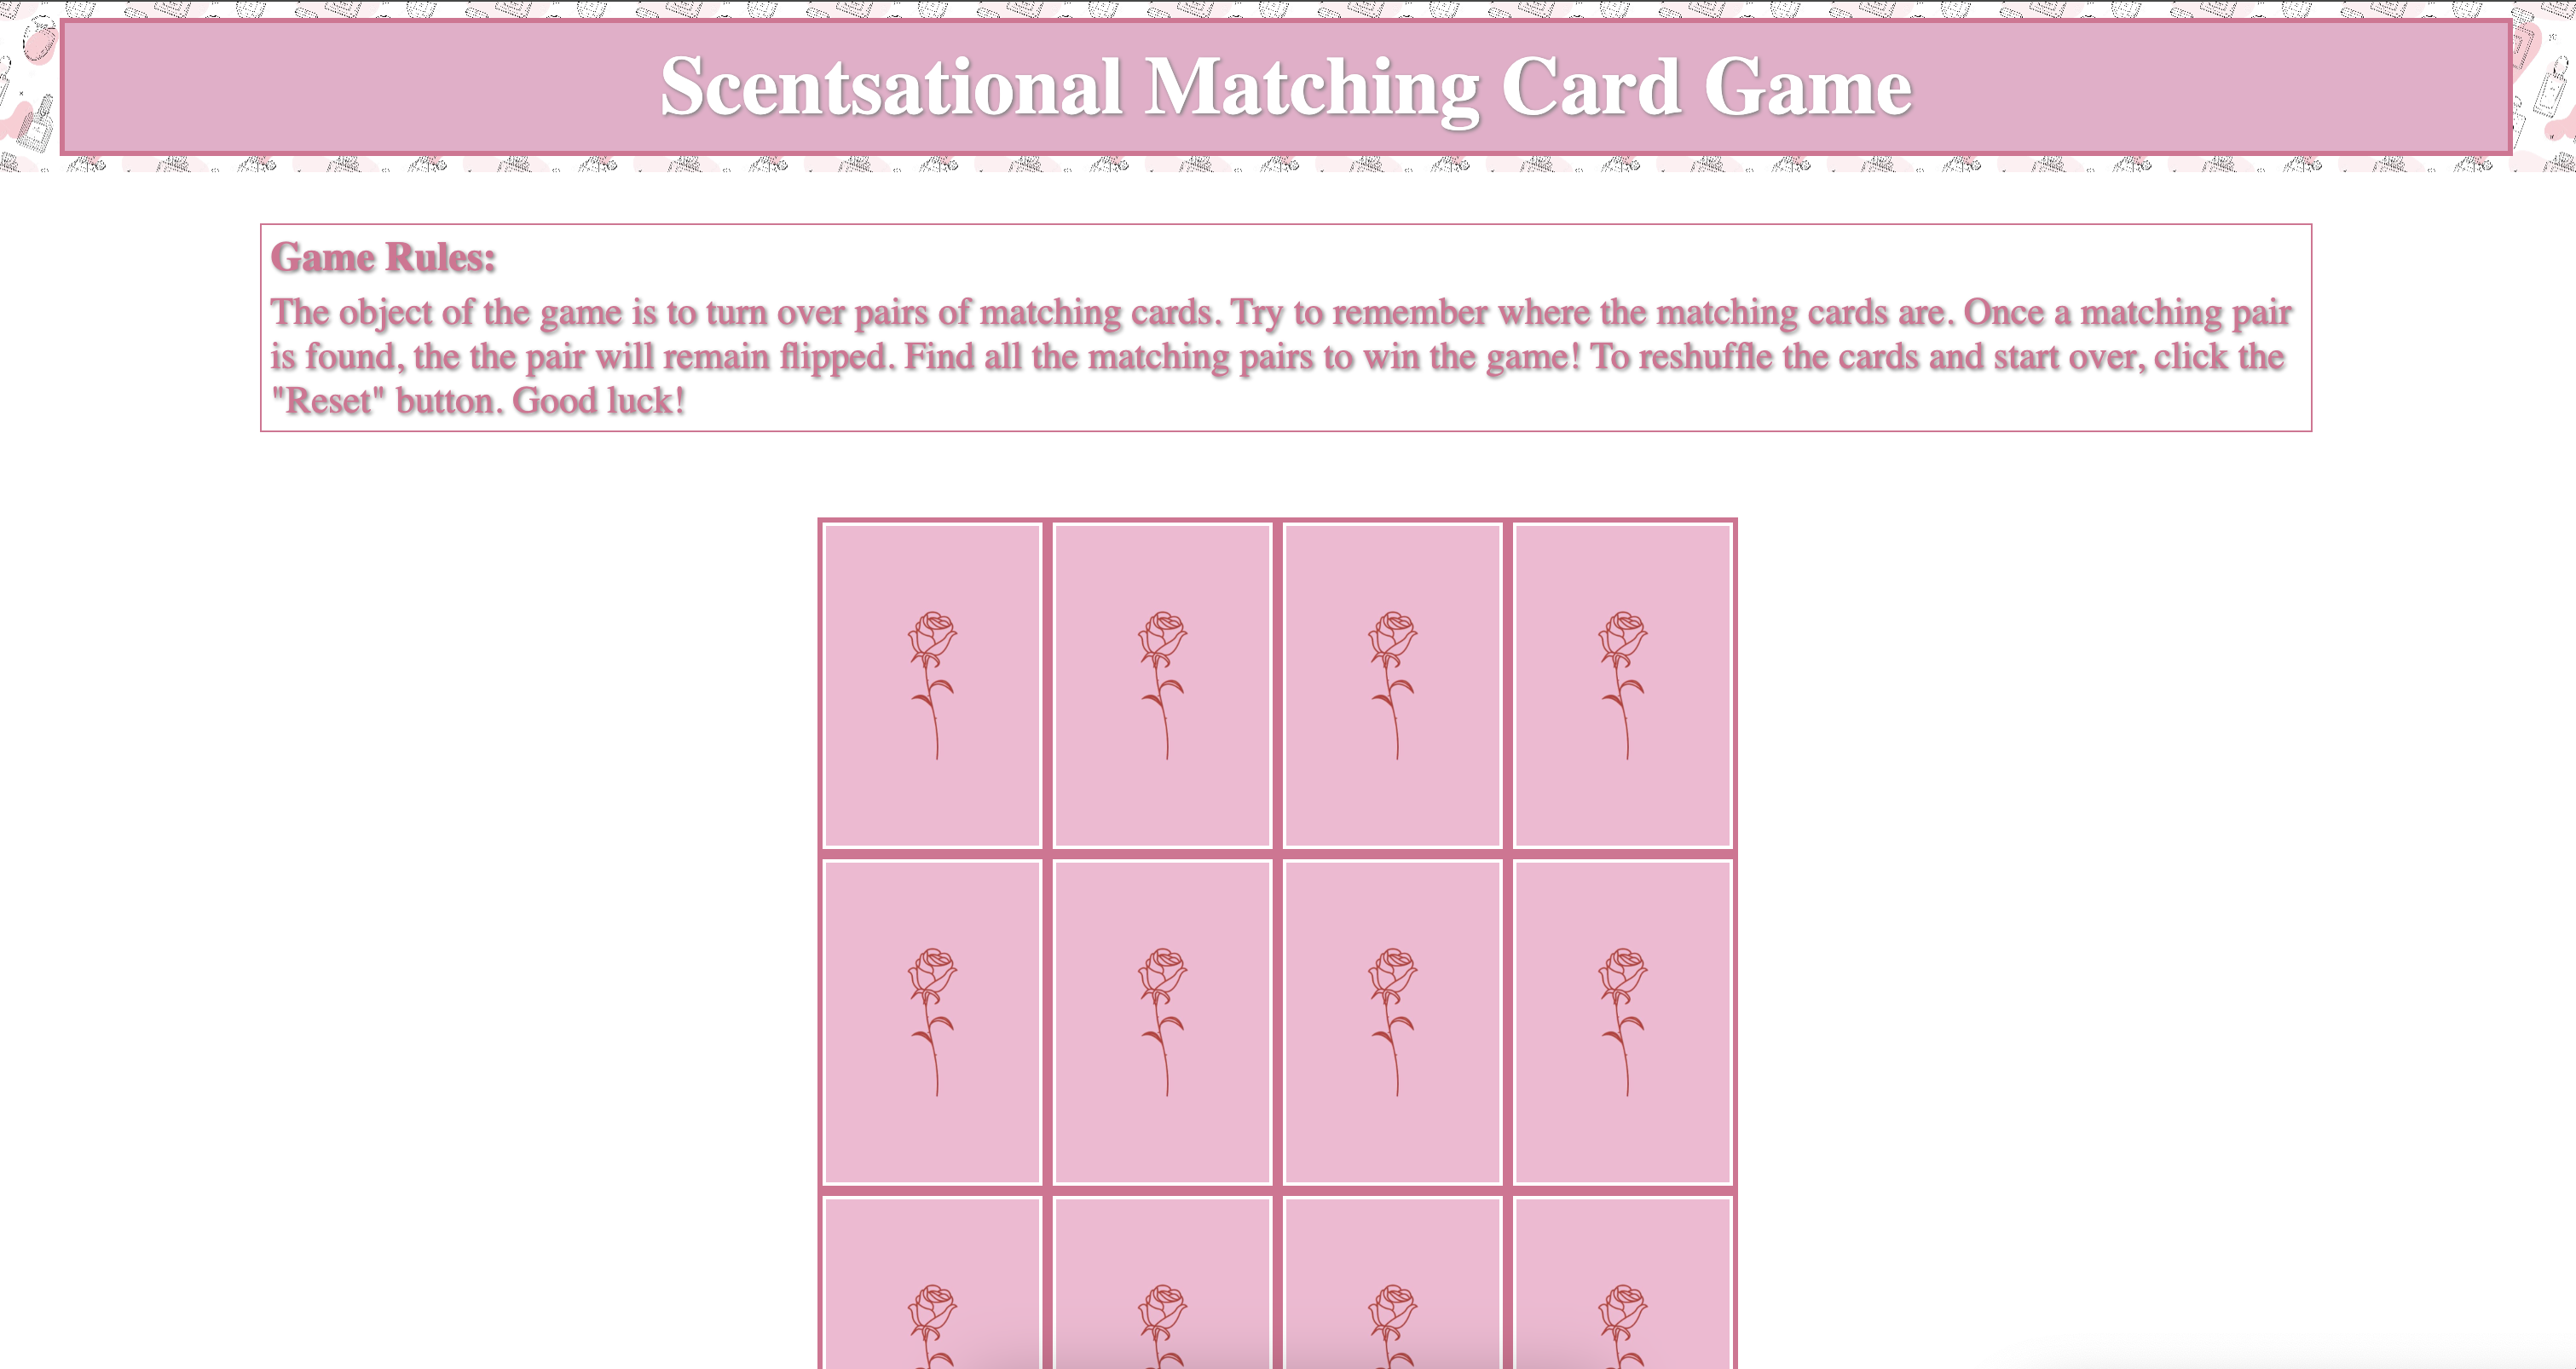 Scentsational Matching Card Game
Game Rules:
The object of the game is to turn over pairs of matching cards. Try to remember where the matching cards are. Once a matching pair
is found, the the pair will remain flipped. Find all the matching pairs to win the game! To reshuffle the cards and start over, click the
"Reset" button. Good luck!